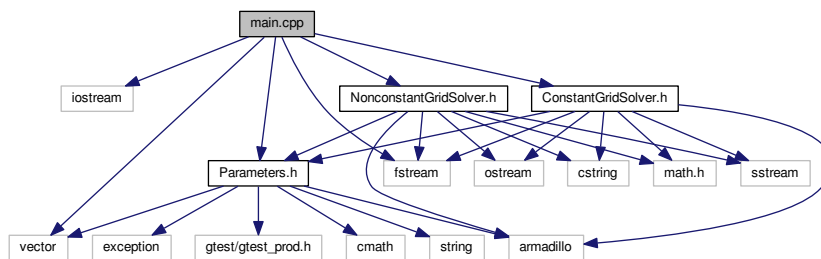 main.cpp
iostream
NonconstantGridSolver.h
ConstantGridSolver.h
Parameters.h
fstream
ostream
cstring
math.h
sstream
vector
exception
gtest/gtest_prod.h
cmath
string
armadillo